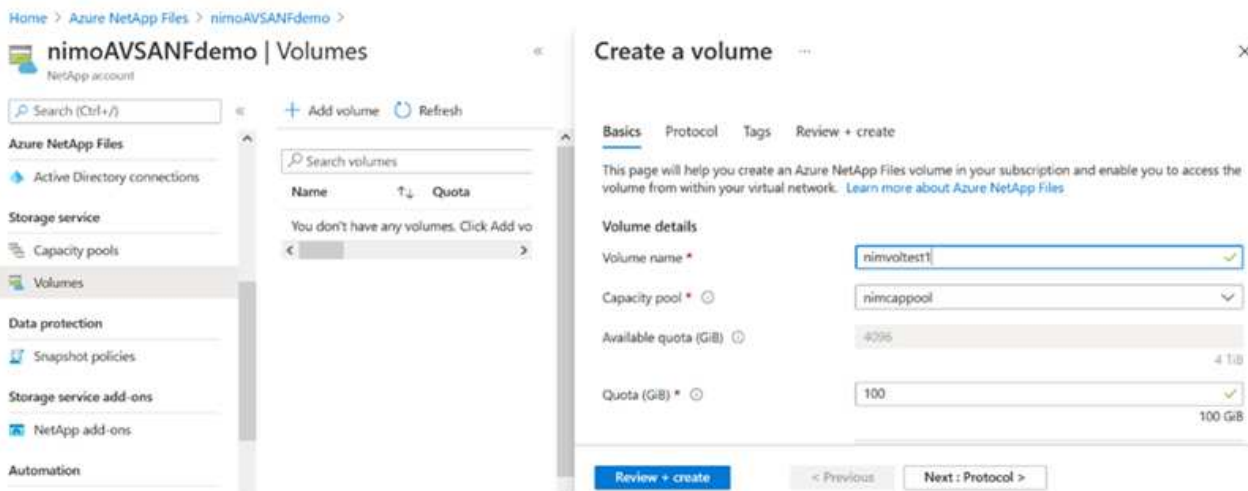 Home > Azure NetApp Files > nimoAVSANFdemo >
nimoAVSANFdemo | Volumes
NetApp account
Search (Ctrl+/)
Azure NetApp Files
Active Directory connections
Storage service
Capacity pools
Volumes
Data protection
Snapshot policies
Storage service add-ons
NetApp add-ons
Automation
+ Add volume Refresh
Search volumes
Name ↑↓ Quota
You don't have any volumes. Click Add vo
Create a volume ...
Basics Protocol Tags Review + create
This page will help you create an Azure NetApp Files volume in your subscription and enable you to access the
volume from within your virtual network. Learn more about Azure NetApp Files
Volume details
Volume name * nimvoltest1
Capacity pool * nimcappool
Available quota (GiB) 4096
4 TiB
Quota (GiB) * 100
100 GiB
Review + create < Previous Next : Protocol >